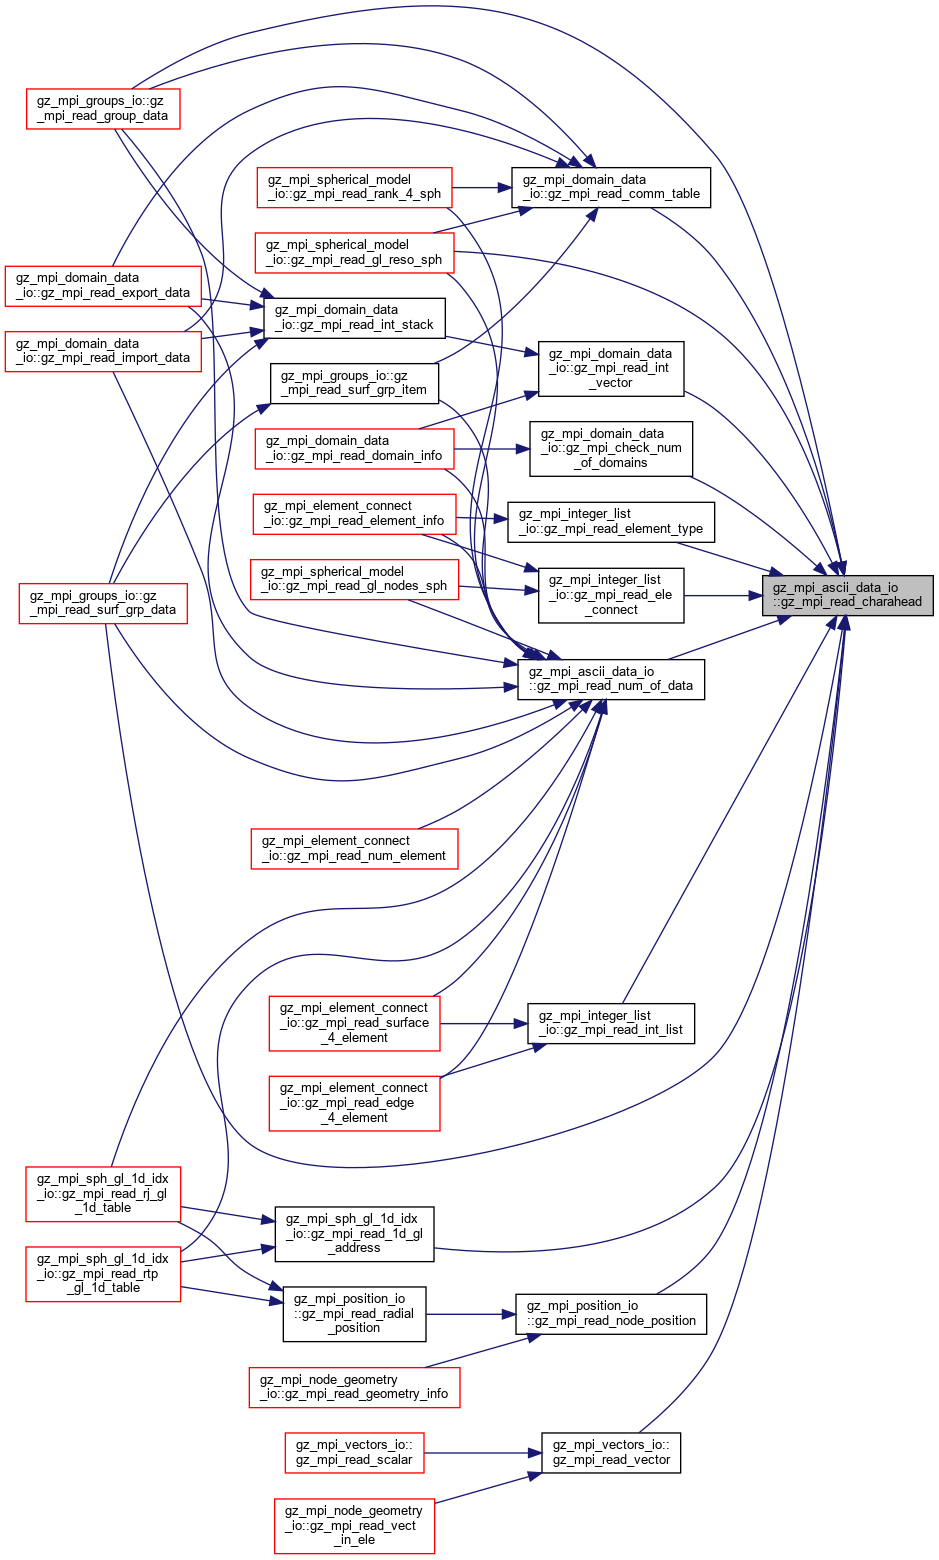 gz_mpi_groups_io::gz
_mpi_read_group_data
gz_mpi_spherical_model
_io::gz_mpi_read_rank_4_sph
gz_mpi_domain_data
_io::gz_mpi_read_comm_table
gz_mpi_spherical_model
_io::gz_mpi_read_gl_reso_sph
gz_mpi_domain_data
_io::gz_mpi_read_export_data
gz_mpi_domain_data
_io::gz_mpi_read_int_stack
gz_mpi_domain_data
_io::gz_mpi_read_import_data
gz_mpi_domain_data
_io::gz_mpi_read_int
_vector
gz_mpi_groups_io::gz
_mpi_read_surf_grp_item
gz_mpi_domain_data
_io::gz_mpi_read_domain_info
gz_mpi_domain_data
_io::gz_mpi_check_num
_of_domains
gz_mpi_element_connect
_io::gz_mpi_read_element_info
gz_mpi_integer_list
_io::gz_mpi_read_element_type
gz_mpi_spherical_model
_io::gz_mpi_read_gl_nodes_sph
gz_mpi_integer_list
_io::gz_mpi_read_ele
_connect
gz_mpi_ascii_data_io
::gz_mpi_read_charahead
gz_mpi_groups_io::gz
_mpi_read_surf_grp_data
gz_mpi_ascii_data_io
::gz_mpi_read_num_of_data
gz_mpi_element_connect
_io::gz_mpi_read_num_element
gz_mpi_element_connect
_io::gz_mpi_read_surface
_4_element
gz_mpi_integer_list
_io::gz_mpi_read_int_list
gz_mpi_element_connect
_io::gz_mpi_read_edge
_4_element
gz_mpi_sph_gl_1d_idx
_io::gz_mpi_read_rj_gl
_1d_table
gz_mpi_sph_gl_1d_idx
_io::gz_mpi_read_1d_gl
_address
gz_mpi_sph_gl_1d_idx
_io::gz_mpi_read_rtp
_gl_1d_table
gz_mpi_position_io
::gz_mpi_read_radial
_position
gz_mpi_position_io
::gz_mpi_read_node_position
gz_mpi_node_geometry
_io::gz_mpi_read_geometry_info
gz_mpi_vectors_io::
gz_mpi_read_scalar
gz_mpi_vectors_io::
gz_mpi_read_vector
gz_mpi_node_geometry
_io::gz_mpi_read_vect
_in_ele